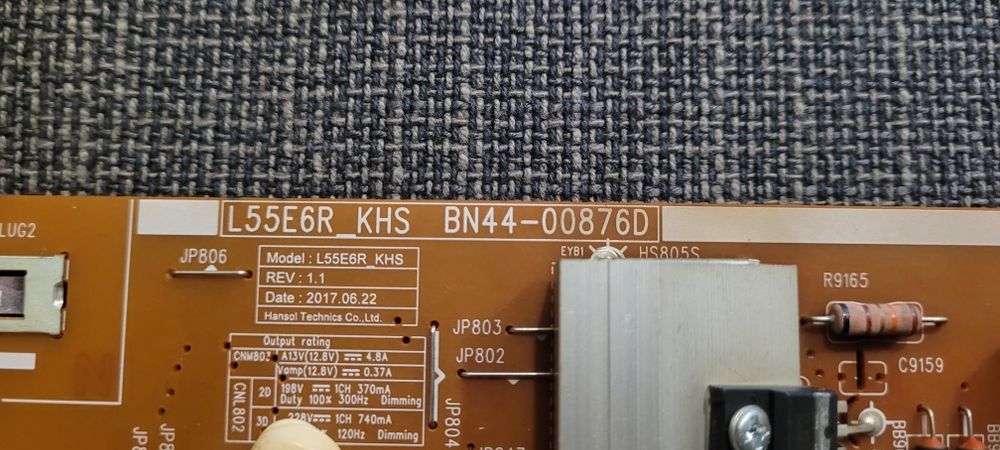 L55E6R_KHS BN44-00876D
LUG2
JP806
Model : L55E6R_KHS
REV : 1.1
Date : 2017.06.22
Hansol Technics Co.,Ltd.
EYB1
HS805S
R9165
JP803
JP802
C9159
Output rating
CNM803 A13V(12.8V) 4.8A
Vamp(12.8V) 0.37A
CNL802
2D 198V 1CH 370mA
Duty 100% 300Hz Dimming
3D 228V 1CH 740mA
120Hz Dimming
JP804